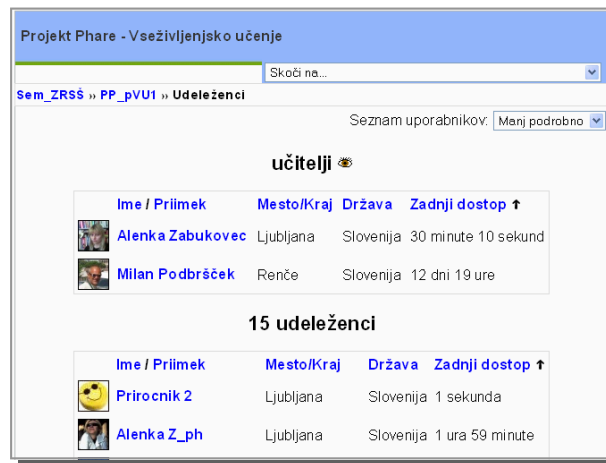 Projekt Phare - Vseživljenjsko učenje
Skoči na...
Sem_ZRSŠ » PP_pVU1 » Udeleženci
Seznam uporabnikov: Manj podrobno
učitelji
Ime / Priimek Mesto/Kraj Država Zadnji dostop ↑
Alenka Zabukovec Ljubljana Slovenija 30 minute 10 sekund
Milan Podbršček Renče Slovenija 12 dni 19 ure
15 udeleženci
Ime / Priimek Mesto/Kraj Država Zadnji dostop ↑
Prirocnik 2 Ljubljana Slovenija 1 sekunda
Alenka Z_ph Ljubljana Slovenija 1 ura 59 minute